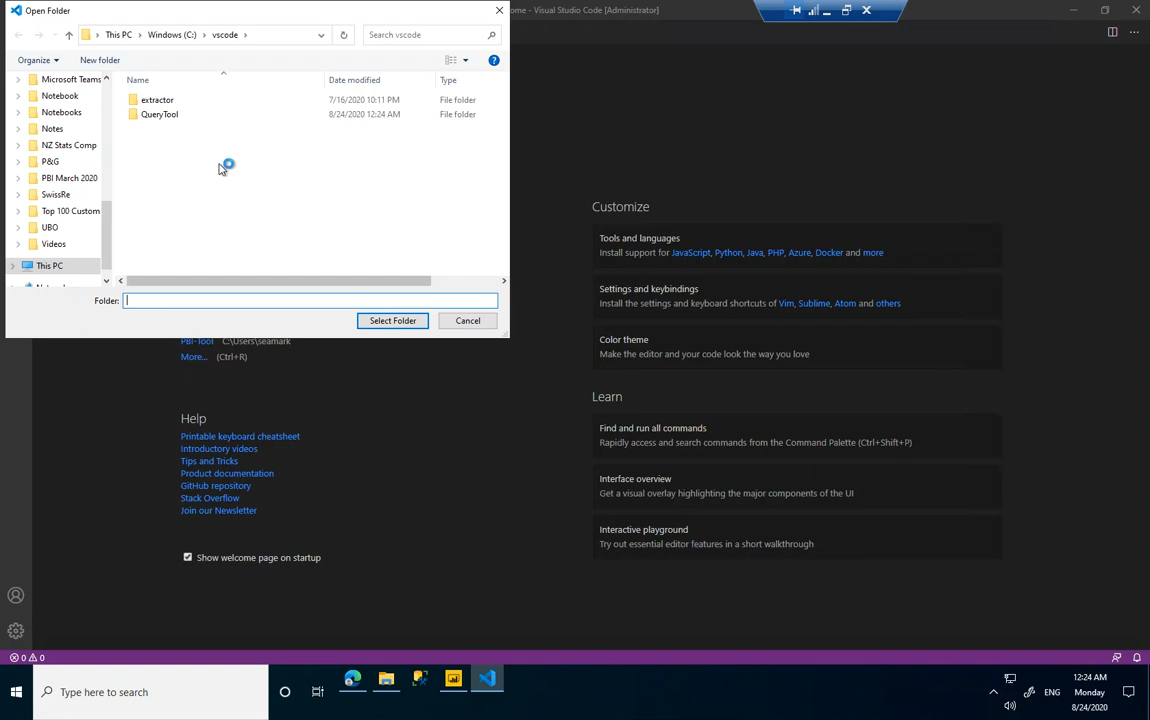 Open Folder
ome - Visual Studio Code [Administrator]
This PC > Windows (C:) > vscode >
Search vscode
Organize
New folder
Name
Date modified
Type
Microsoft Teams
Notebook
Notebooks
Notes
NZ Stats Comp
P&G
PBI March 2020
SwissRe
Top 100 Custom
UBO
Videos
This PC
extractor 7/16/2020 10:11 PM File folder
QueryTool 8/24/2020 12:24 AM File folder
Folder:
Select Folder
Cancel
PBI-Tool C:\Users\seamark
More... (Ctrl+R)
Help
Printable keyboard cheatsheet
Introductory videos
Tips and Tricks
Product documentation
GitHub repository
Stack Overflow
Join our Newsletter
Show welcome page on startup
Customize
Tools and languages
Install support for JavaScript, Python, Java, PHP, Azure, Docker and more
Settings and keybindings
Install the settings and keyboard shortcuts of Vim, Sublime, Atom and others
Color theme
Make the editor and your code look the way you love
Learn
Find and run all commands
Rapidly access and search commands from the Command Palette (Ctrl+Shift+P)
Interface overview
Get a visual overlay highlighting the major components of the UI
Interactive playground
Try out essential editor features in a short walkthrough
0 0
Type here to search
ENG
12:24 AM
Monday
8/24/2020